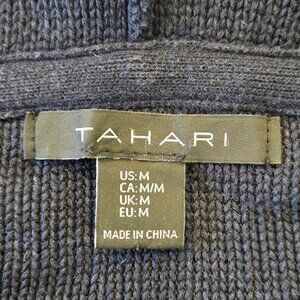 TAHARI
US: M
CA: M/M
UK: M
EU: M
MADE IN CHINA